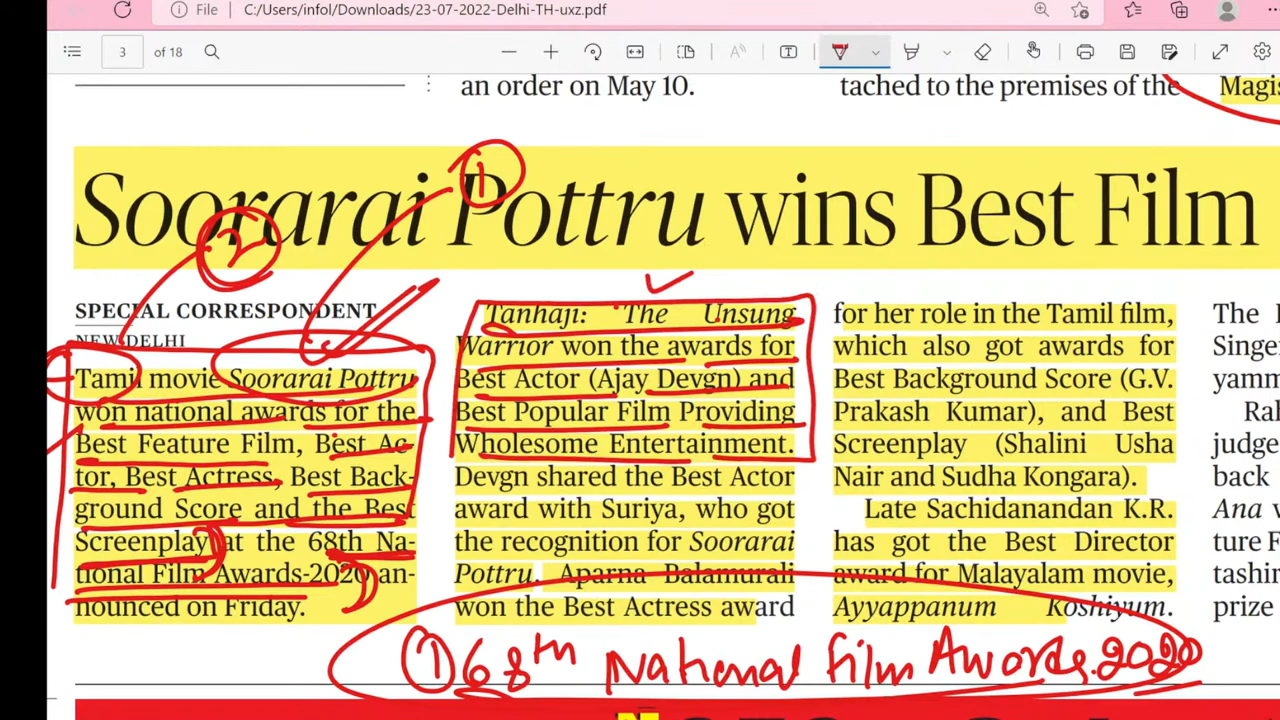 File C:/Users/infol/Downloads/23-07-2022-Delhi-TH-uxz.pdf
3 of 18
an order on May 10.
tached to the premises of the
Magis
Soorarai Pottru wins Best Film
1
2
SPECIAL CORRESPONDENT
NEW DELHI
Tamil movie Soorarai Pottru
won national awards for the
Best Feature Film, Best Ac-
tor, Best Actress, Best Back-
ground Score and the Best
Screenplay at the 68th Na-
tional Film Awards-2020 an-
nounced on Friday.
Tanhaji: The Unsung
Warrior won the awards for
Best Actor (Ajay Devgn) and
Best Popular Film Providing
Wholesome Entertainment.
Devgn shared the Best Actor
award with Suriya, who got
the recognition for Soorarai
Pottru. Aparna Balamurali
won the Best Actress award
for her role in the Tamil film,
which also got awards for
Best Background Score (G.V.
Prakash Kumar), and Best
Screenplay (Shalini Usha
Nair and Sudha Kongara).
Late Sachidanandan K.R.
has got the Best Director
award for Malayalam movie,
Ayyappanum Koshiyum.
The
Singe
yamm
Ral
judge
back
Ana w
ture F
tashir
prize
1 68th National Film Awards.2020